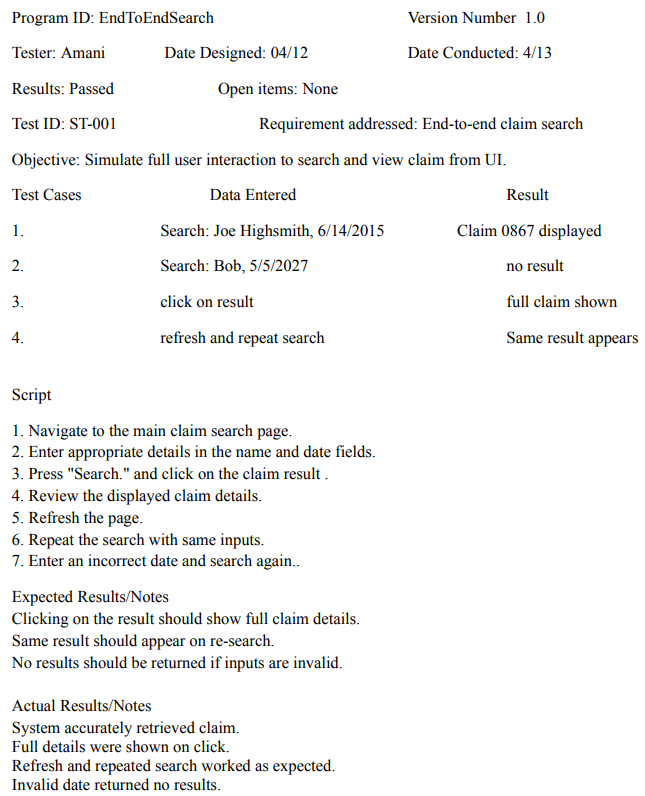 Program ID: EndToEndSearch Version Number 1.0
Tester: Amani Date Designed: 04/12 Date Conducted: 4/13
Results: Passed Open items: None
Test ID: ST-001 Requirement addressed: End-to-end claim search
Objective: Simulate full user interaction to search and view claim from UI.
Test Cases Data Entered Result
1. Search: Joe Highsmith, 6/14/2015 Claim 0867 displayed
2. Search: Bob, 5/5/2027 no result
3. click on result full claim shown
4. refresh and repeat search Same result appears
Script
1. Navigate to the main claim search page.
2. Enter appropriate details in the name and date fields.
3. Press "Search." and click on the claim result .
4. Review the displayed claim details.
5. Refresh the page.
6. Repeat the search with same inputs.
7. Enter an incorrect date and search again..
Expected Results/Notes
Clicking on the result should show full claim details.
Same result should appear on re-search.
No results should be returned if inputs are invalid.
Actual Results/Notes
System accurately retrieved claim.
Full details were shown on click.
Refresh and repeated search worked as expected.
Invalid date returned no results.